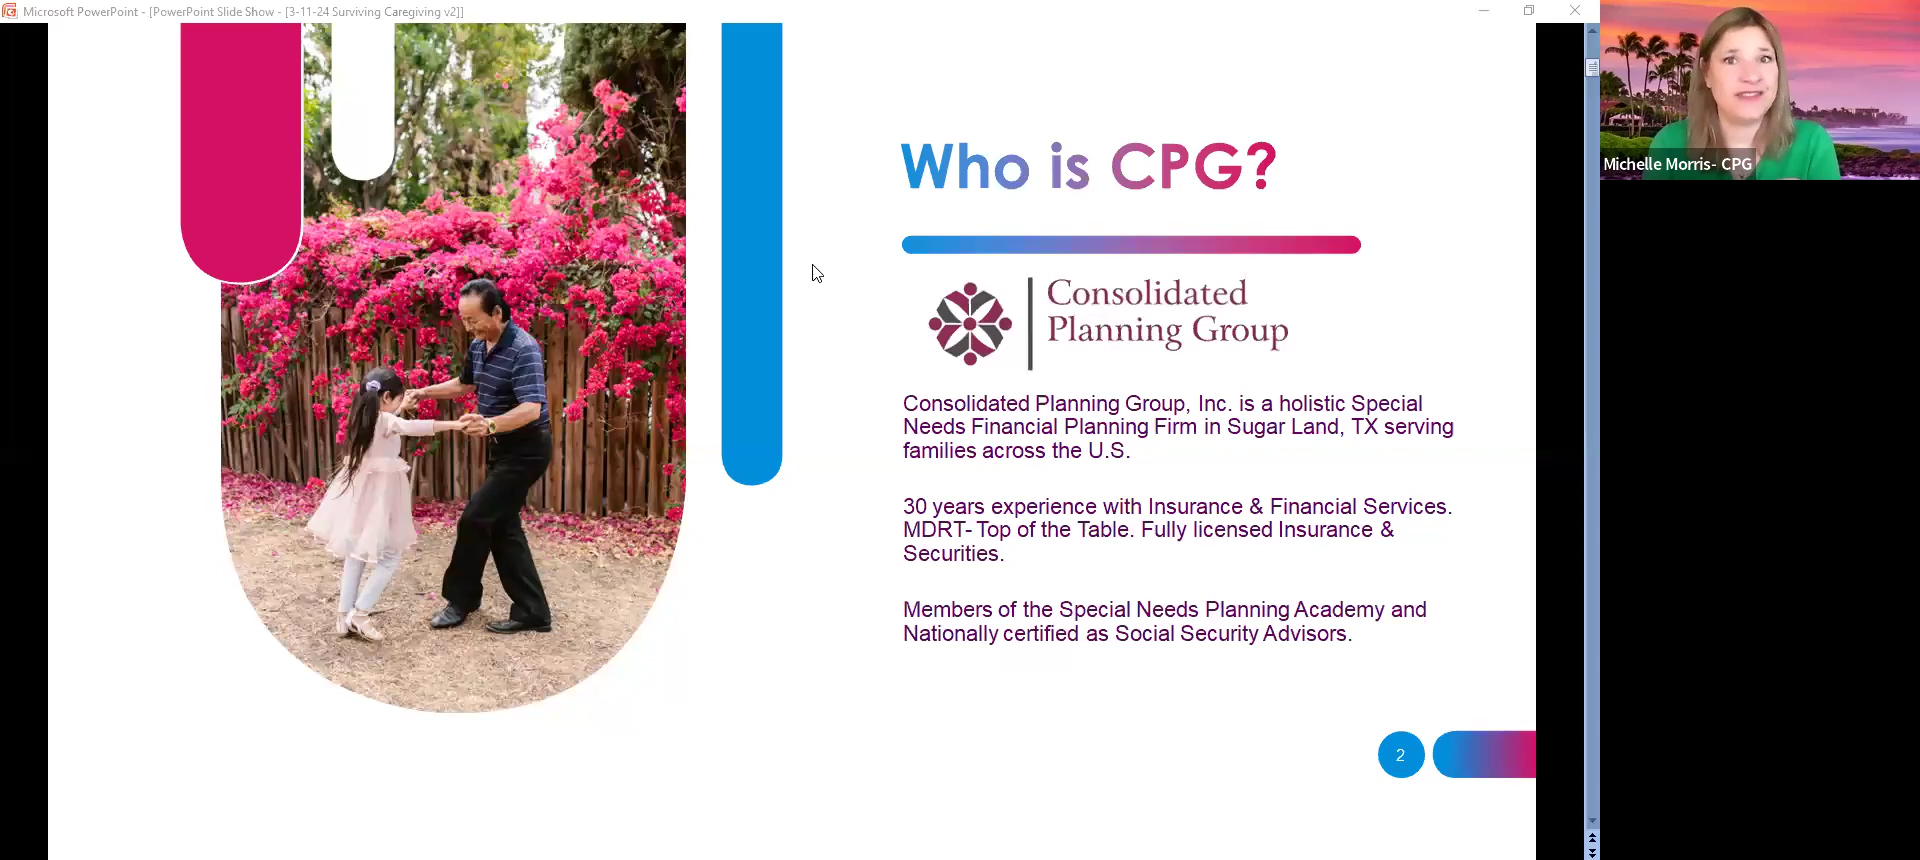 Microsoft PowerPoint - [PowerPoint Slide Show - [3-11-24 Surviving Caregiving v2]]
Who is CPG?
Consolidated
Planning Group
Consolidated Planning Group, Inc. is a holistic Special
Needs Financial Planning Firm in Sugar Land, TX serving
families across the U.S.
30 years experience with Insurance & Financial Services.
MDRT- Top of the Table. Fully licensed Insurance &
Securities.
Members of the Special Needs Planning Academy and
Nationally certified as Social Security Advisors.
2
Michelle Morris- CPG